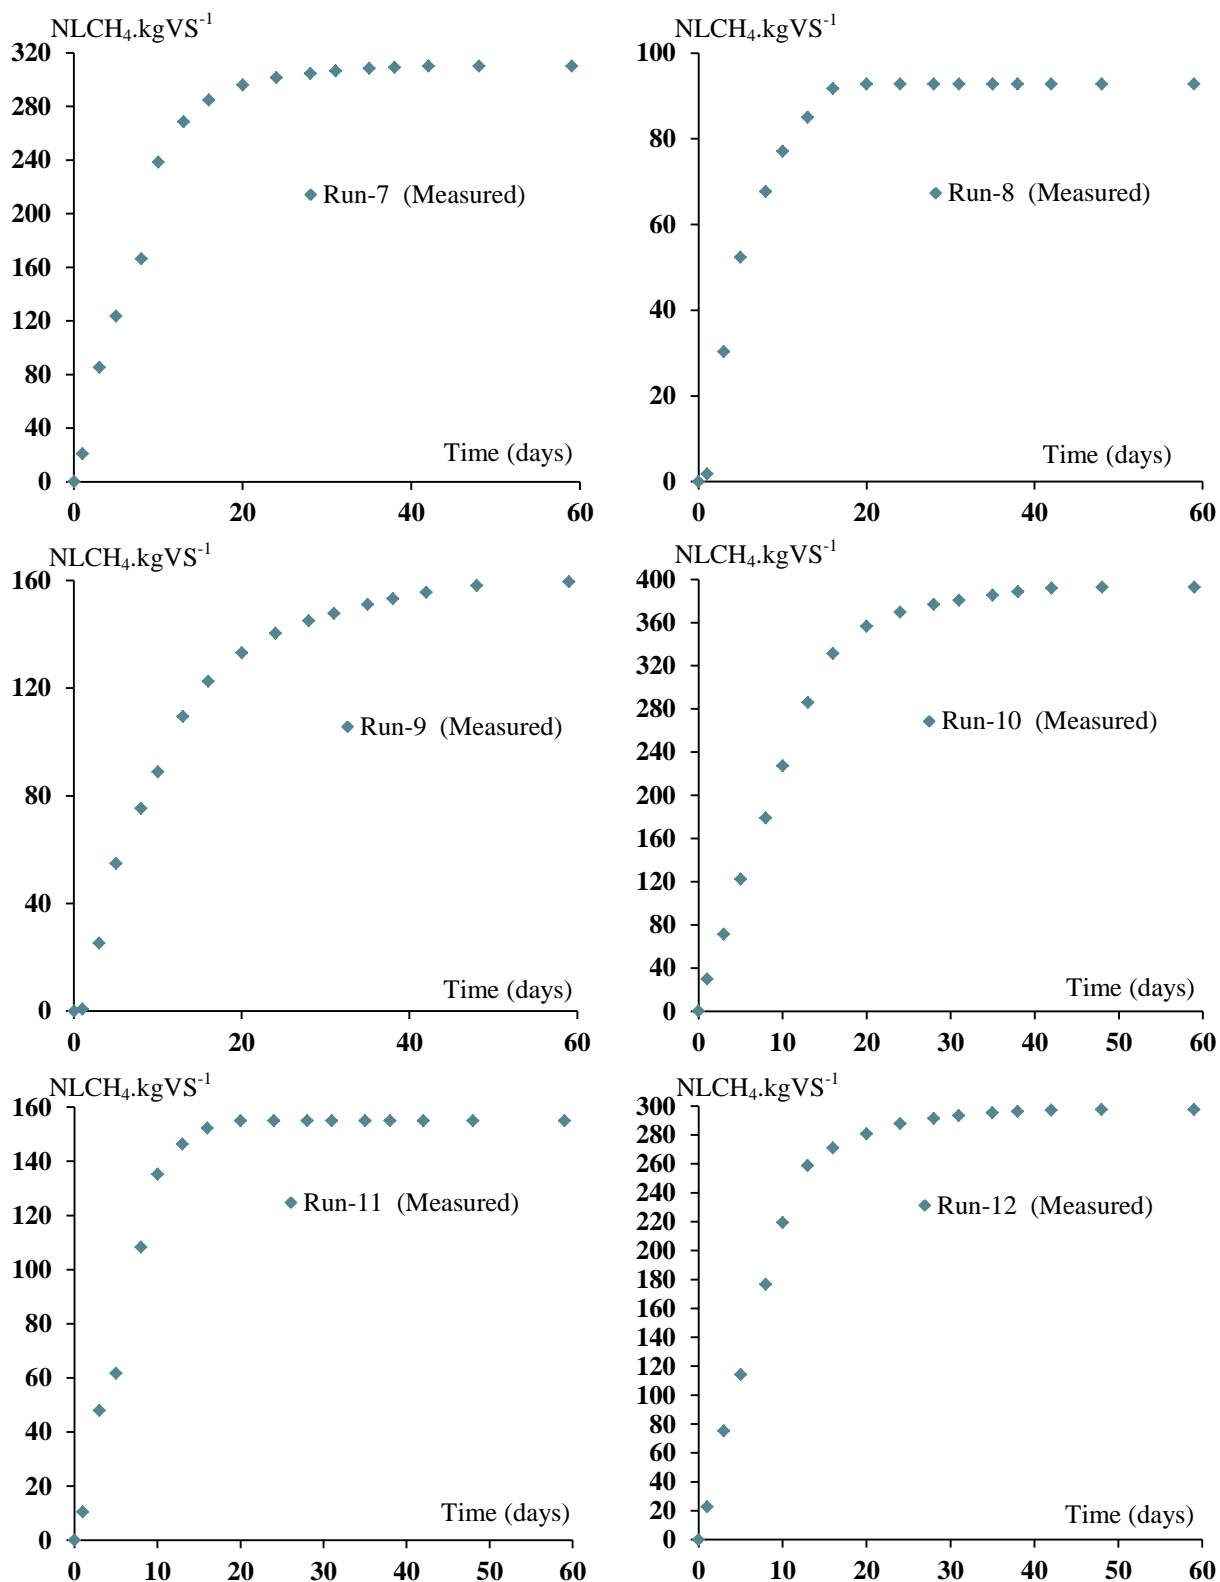 NLCH₄.kgVS⁻¹
320
280
240
200
160
120
80
40
0
Run-7 (Measured)
Time (days)
0 20 40 60
NLCH₄.kgVS⁻¹
100
80
60
40
20
0
Run-8 (Measured)
Time (days)
0 10 20 30 40 50 60
NLCH₄.kgVS⁻¹
160
120
80
40
0
Run-9 (Measured)
Time (days)
0 20 40 60
NLCH₄.kgVS⁻¹
400
360
320
280
240
200
160
120
80
40
0
Run-10 (Measured)
Time (days)
0 10 20 30 40 50 60
NLCH₄.kgVS⁻¹
160
140
120
100
80
60
40
20
0
Run-11 (Measured)
Time (days)
0 10 20 30 40 50 60
NLCH₄.kgVS⁻¹
300
280
260
240
220
200
180
160
140
120
100
80
60
40
20
0
Run-12 (Measured)
Time (days)
0 10 20 30 40 50 60